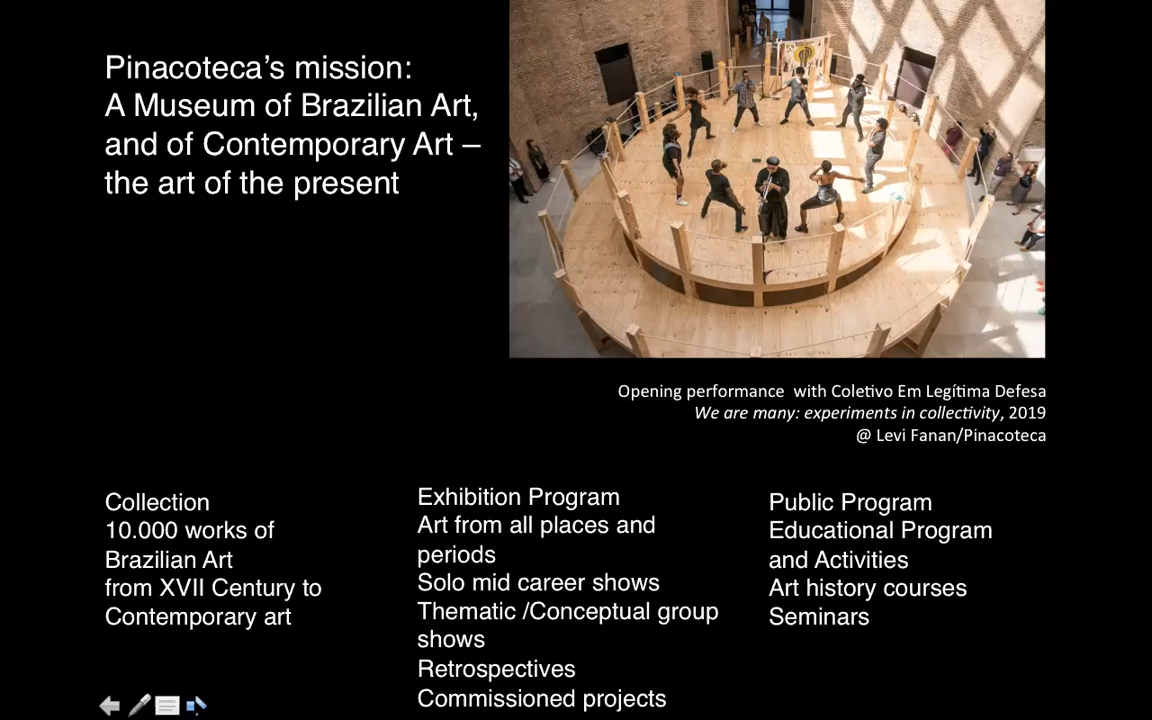 Pinacoteca's mission:
A Museum of Brazilian Art,
and of Contemporary Art –
the art of the present
Opening performance with Coletivo Em Legítima Defesa
We are many: experiments in collectivity, 2019
@ Levi Fanan/Pinacoteca
Collection
10.000 works of
Brazilian Art
from XVII Century to
Contemporary art
Exhibition Program
Art from all places and
periods
Solo mid career shows
Thematic /Conceptual group
shows
Retrospectives
Commissioned projects
Public Program
Educational Program
and Activities
Art history courses
Seminars